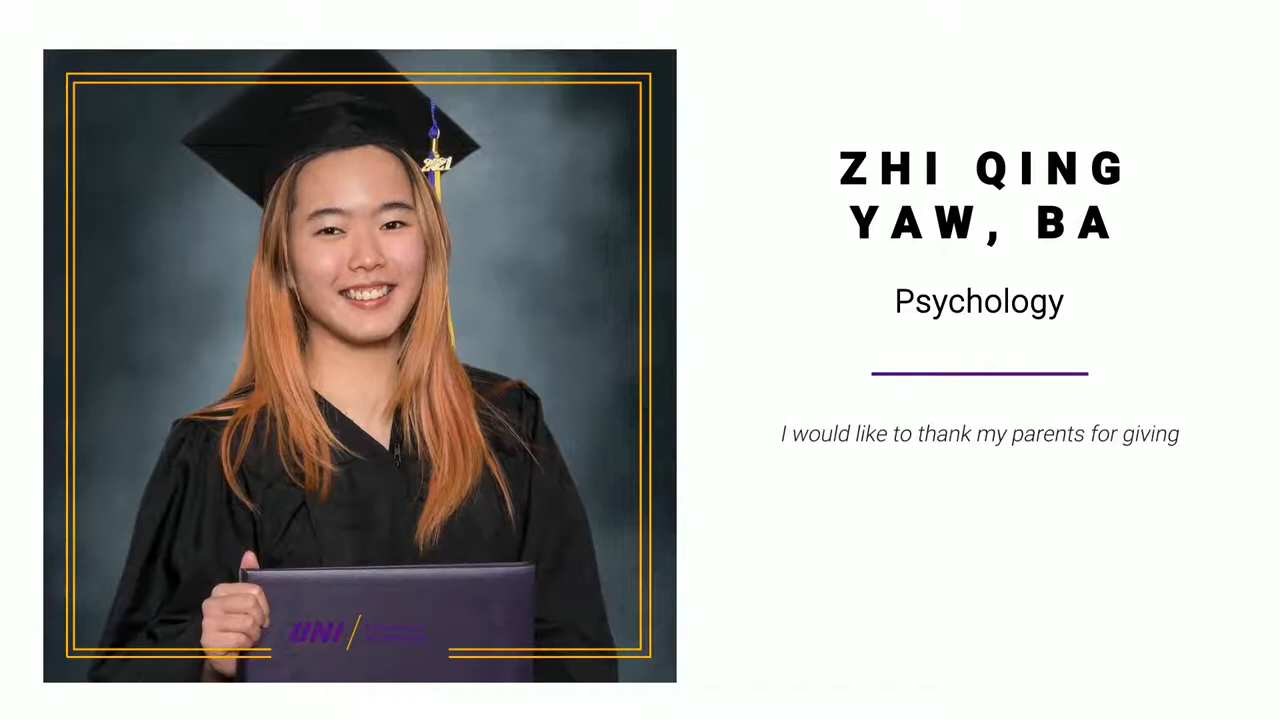 2021
ZHI QING
YAW, BA
Psychology
I would like to thank my parents for giving
UNI